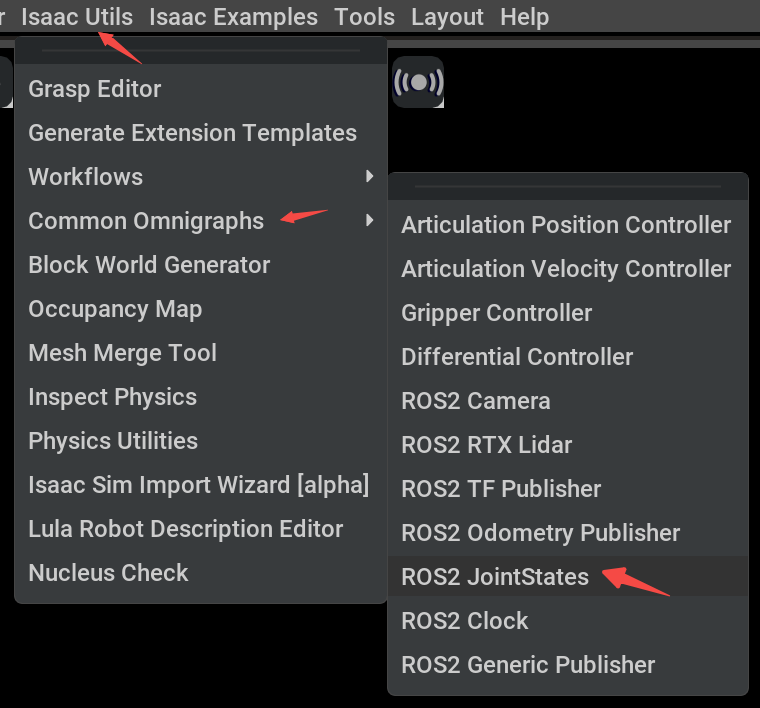 r Isaac Utils Isaac Examples Tools Layout Help
Grasp Editor
Generate Extension Templates
Workflows
Common Omnigraphs
Block World Generator
Occupancy Map
Mesh Merge Tool
Inspect Physics
Physics Utilities
Isaac Sim Import Wizard [alpha]
Lula Robot Description Editor
Nucleus Check
Articulation Position Controller
Articulation Velocity Controller
Gripper Controller
Differential Controller
ROS2 Camera
ROS2 RTX Lidar
ROS2 TF Publisher
ROS2 Odometry Publisher
ROS2 JointStates
ROS2 Clock
ROS2 Generic Publisher